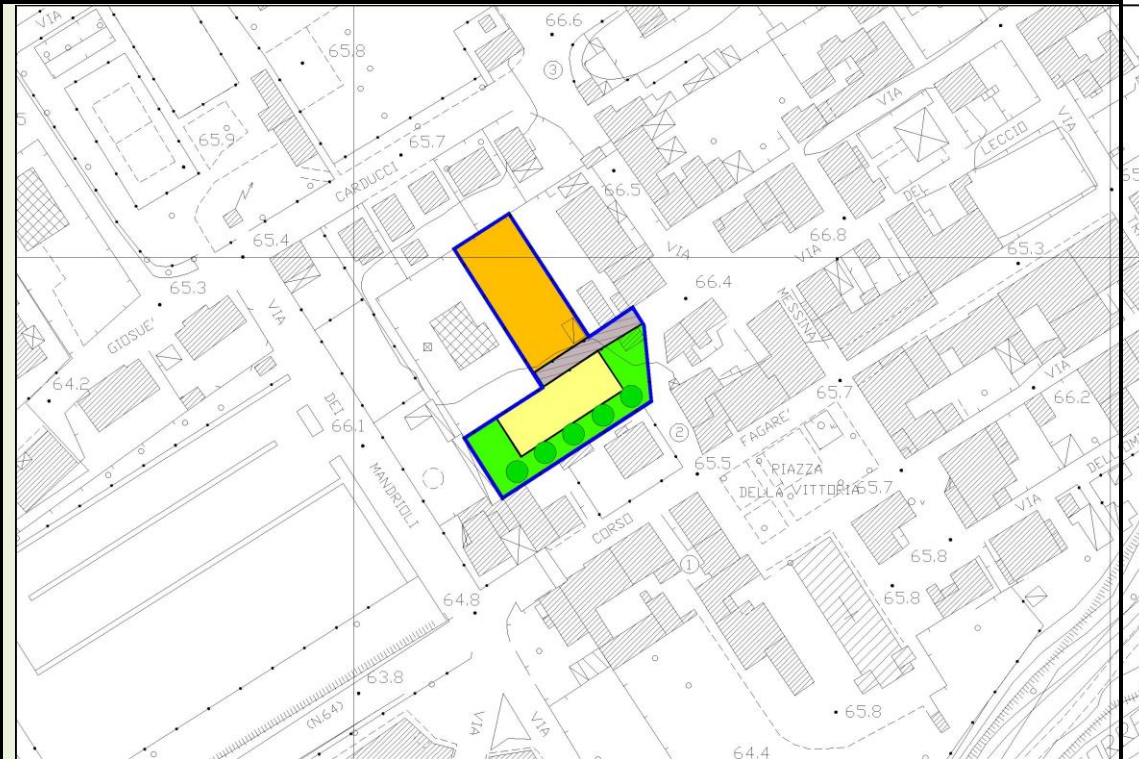 VIA
66.6
65.8
3
VIA
VIA
LECCIO
65.9
65.7
CARDUCCI
66.5
DEL
65.4
VIA
66.8
VIA
65.3
65.3
VIA
66.4
MESSINA
GIOSUE'
64.2
DEI
66.1
65.7
VIA
66.2
2
FAGARE'
MANDRIOLI
65.5
PIAZZA
DELLA VITTORIA
65.7
VIA
CORSO
1
65.8
65.8
64.8
63.8
(N.64)
VIA
VIA
65.8
64.4